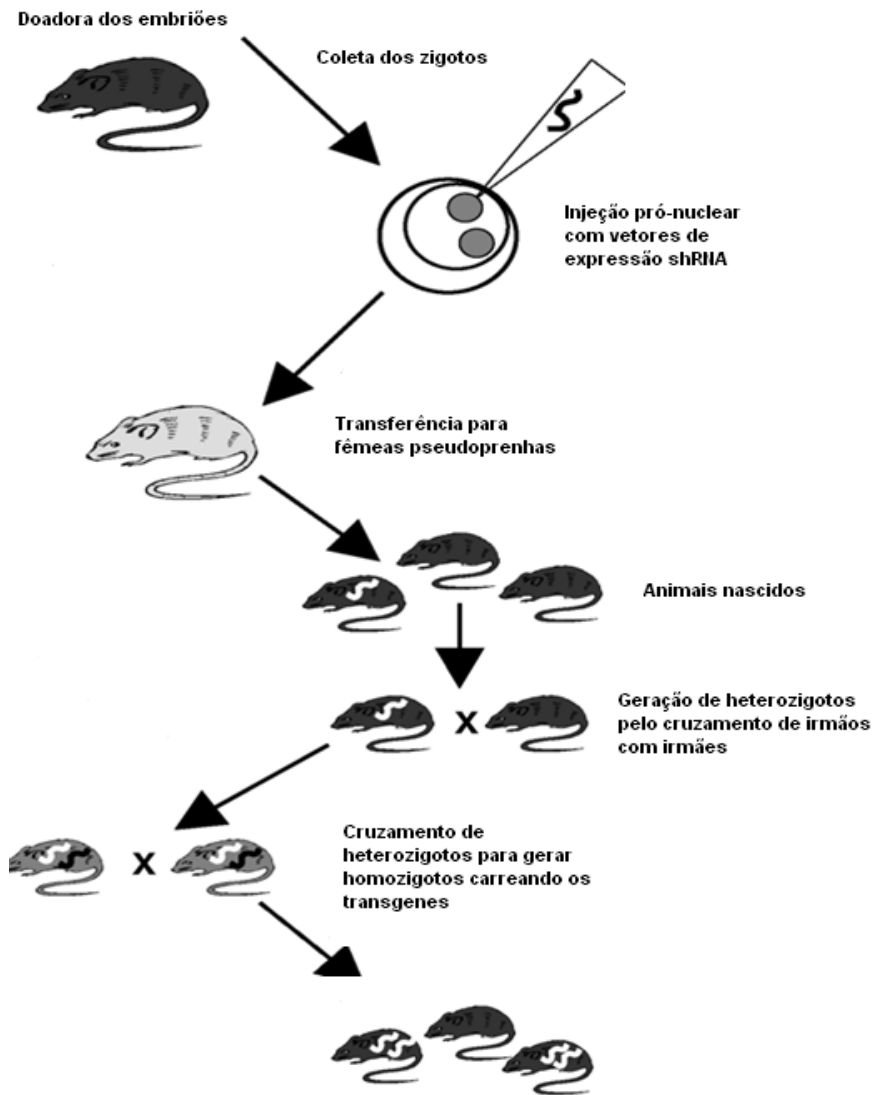 Doadora dos embriões
Coleta dos zigotos
Injeção pró-nuclear
com vetores de
expressão shRNA
Transferência para
fêmeas pseudoprenhas
Animais nascidos
X
Geração de heterozigotos
pelo cruzamento de irmãos
com irmães
X
Cruzamento de
heterozigotos para gerar
homozigotos carreando os
transgenes